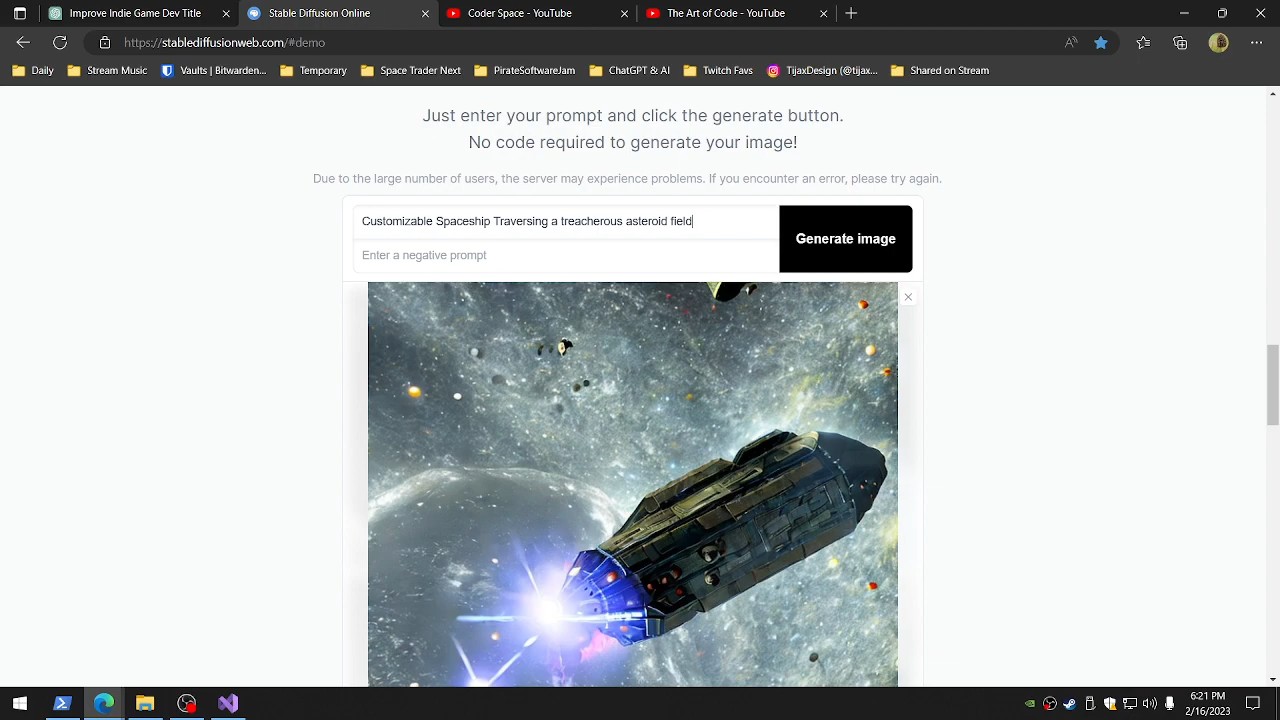 Improving Indie Game Dev Title
Stable Diffusion Online
Coder Space - YouTube
The Art of Code - YouTube
https://stablediffusionweb.com/#demo
Daily
Stream Music
Vaults | Bitwarden...
Temporary
Space Trader Next
PirateSoftwareJam
ChatGPT & AI
Twitch Favs
Tijax_Design (@tijax...
Shared on Stream
Just enter your prompt and click the generate button.
No code required to generate your image!
Due to the large number of users, the server may experience problems. If you encounter an error, please try again.
Customizable Spaceship Traversing a treacherous asteroid field
Generate image
Enter a negative prompt
6:21 PM
2/16/2023